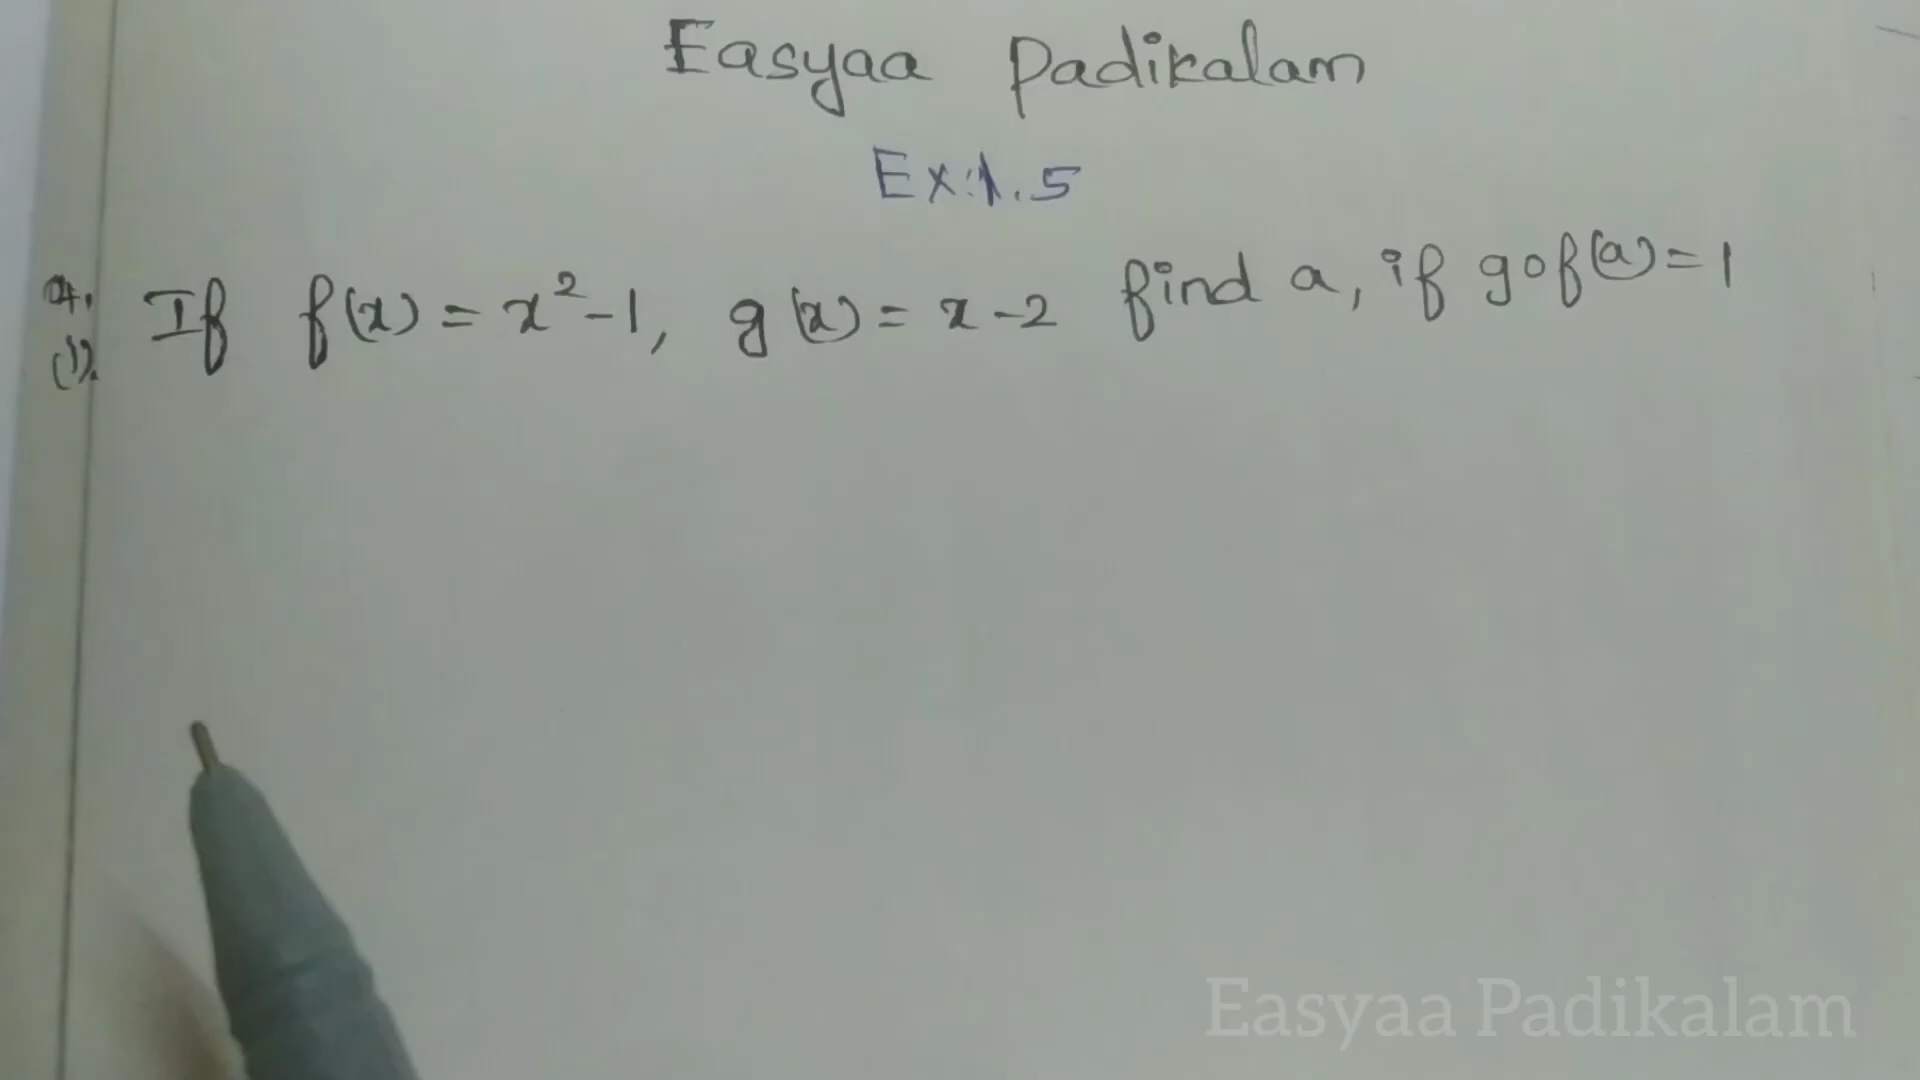 Easyaa Padikalam
Ex:1.5
4. If f(x) = x² - 1, g(x) = x - 2 find a, if gof(a) = 1
(i).
Easyaa Padikalam